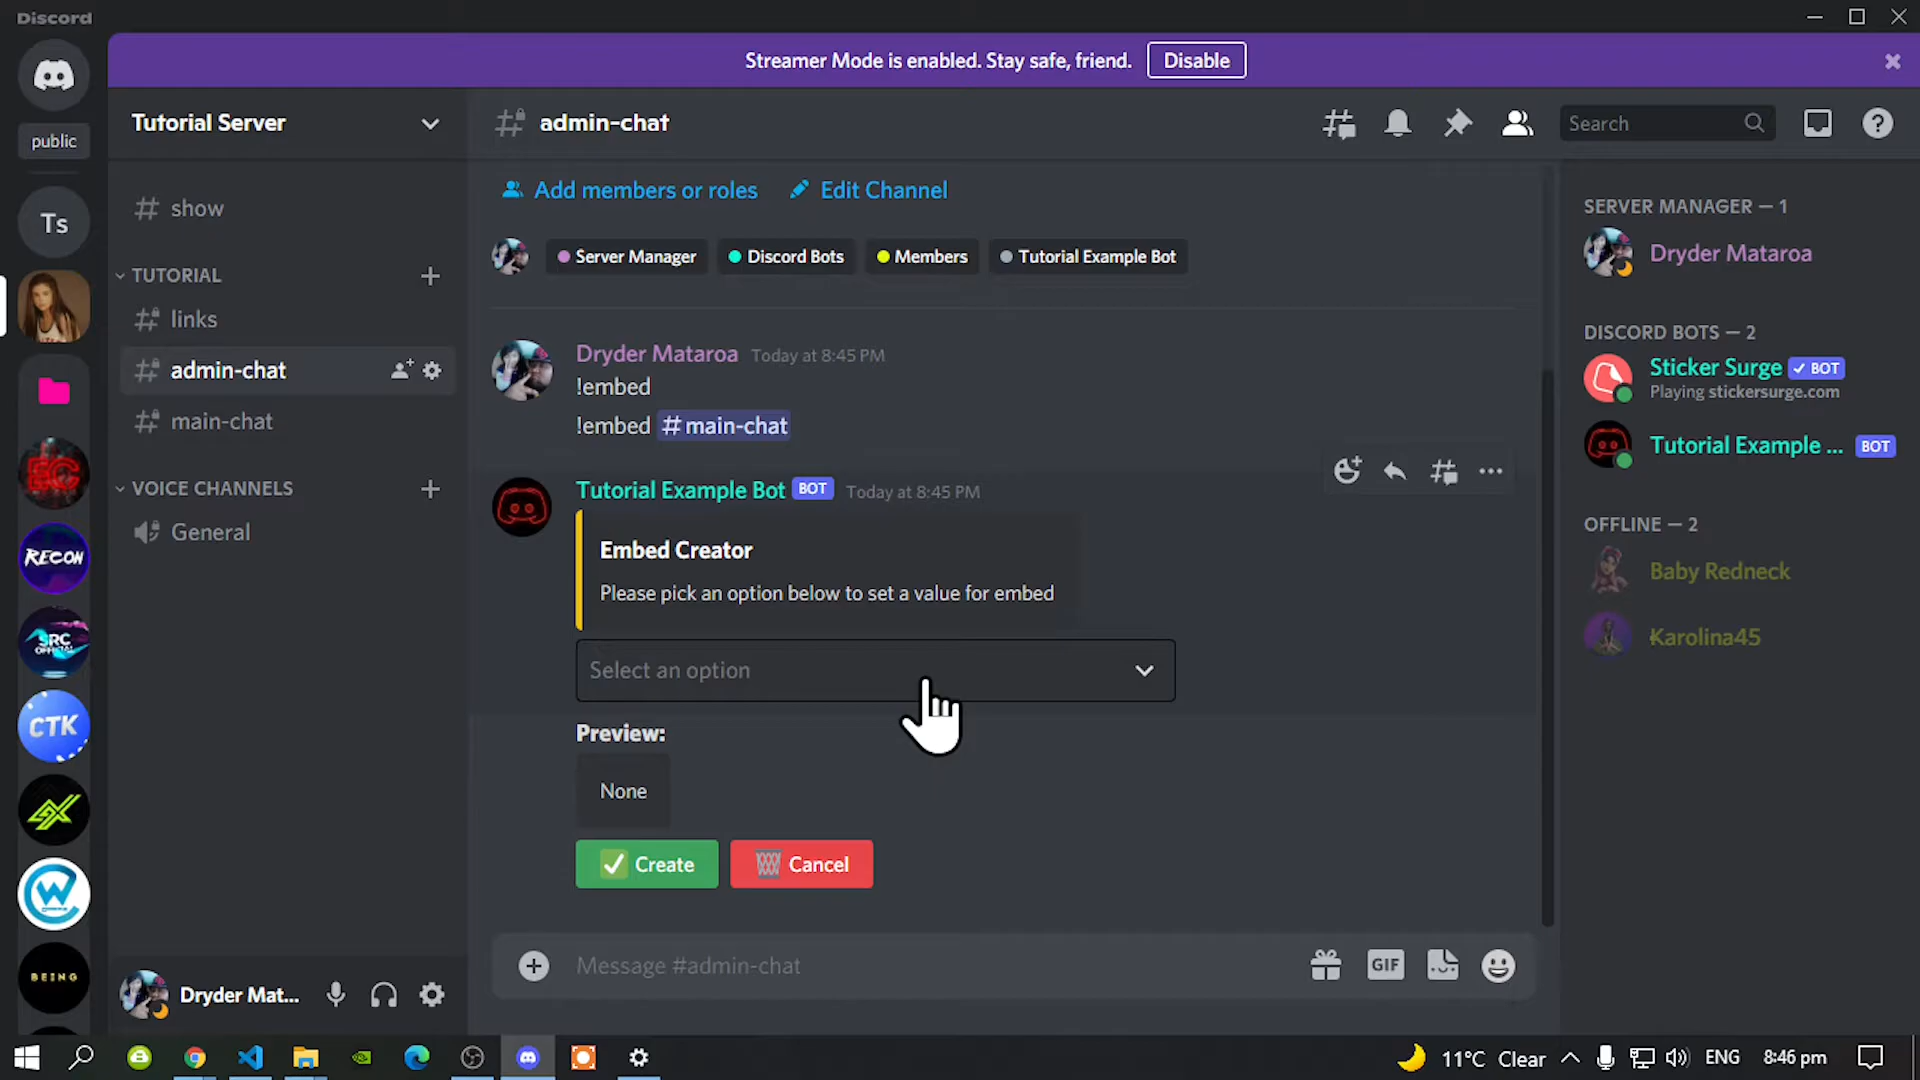 Discord
Streamer Mode is enabled. Stay safe, friend.
Disable
public
Tutorial Server
admin-chat
Search
show
Ts
TUTORIAL
links
admin-chat
main-chat
VOICE CHANNELS
General
Add members or roles
Edit Channel
Server Manager
Discord Bots
Members
Tutorial Example Bot
Dryder Mataroa Today at 8:45 PM
!embed
!embed #main-chat
Tutorial Example Bot BOT Today at 8:45 PM
Embed Creator
Please pick an option below to set a value for embed
Select an option
Preview:
None
Create
Cancel
Message #admin-chat
GIF
SERVER MANAGER — 1
Dryder Mataroa
DISCORD BOTS — 2
Sticker Surge ✓ BOT
Playing stickersurge.com
Tutorial Example ... BOT
OFFLINE — 2
Baby Redneck
Karolina45
EC
RECON
SRC
OFFICIAL
CTK
W
BEING
Dryder Mat...
11°C Clear
ENG
8:46 pm